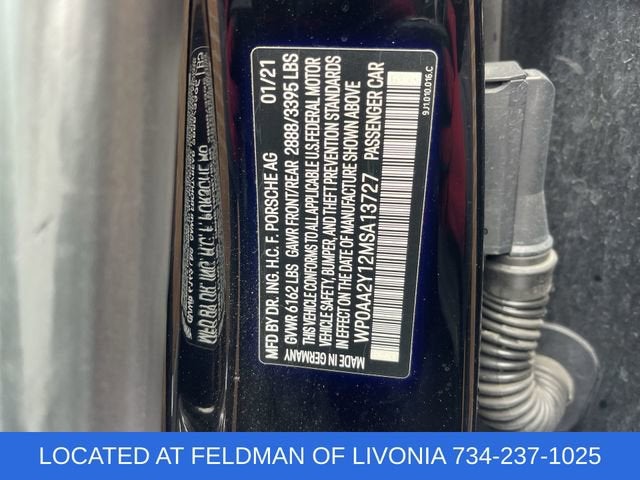 MFD BY DR. ING. H.C. F. PORSCHE AG 01/21
GVWR 6162 LBS GAWR FRONT/REAR 2888/3395 LBS
THIS VEHICLE CONFORMS TO ALL APPLICABLE U.S.FEDERAL MOTOR
VEHICLE SAFETY, BUMPER, AND THEFT PREVENTION STANDARDS
IN EFFECT ON THE DATE OF MANUFACTURE SHOWN ABOVE
WP0AA2Y12MSA13727 PASSENGER CAR
MADE IN GERMANY
9J1.010.016.C
LOCATED AT FELDMAN OF LIVONIA 734-237-1025